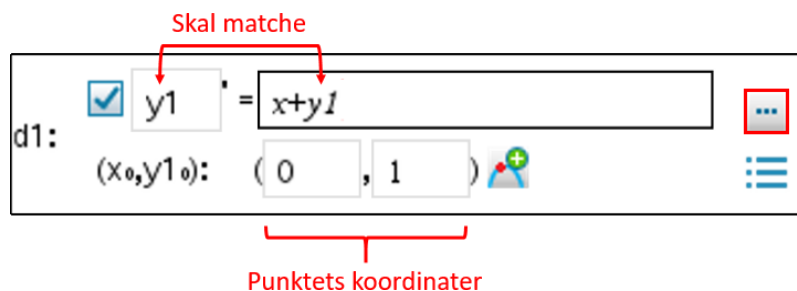 Skal matche
y1 ' = x+y1 ...
d1:
(x₀,y1₀): ( 0 , 1 )
Punktets koordinater